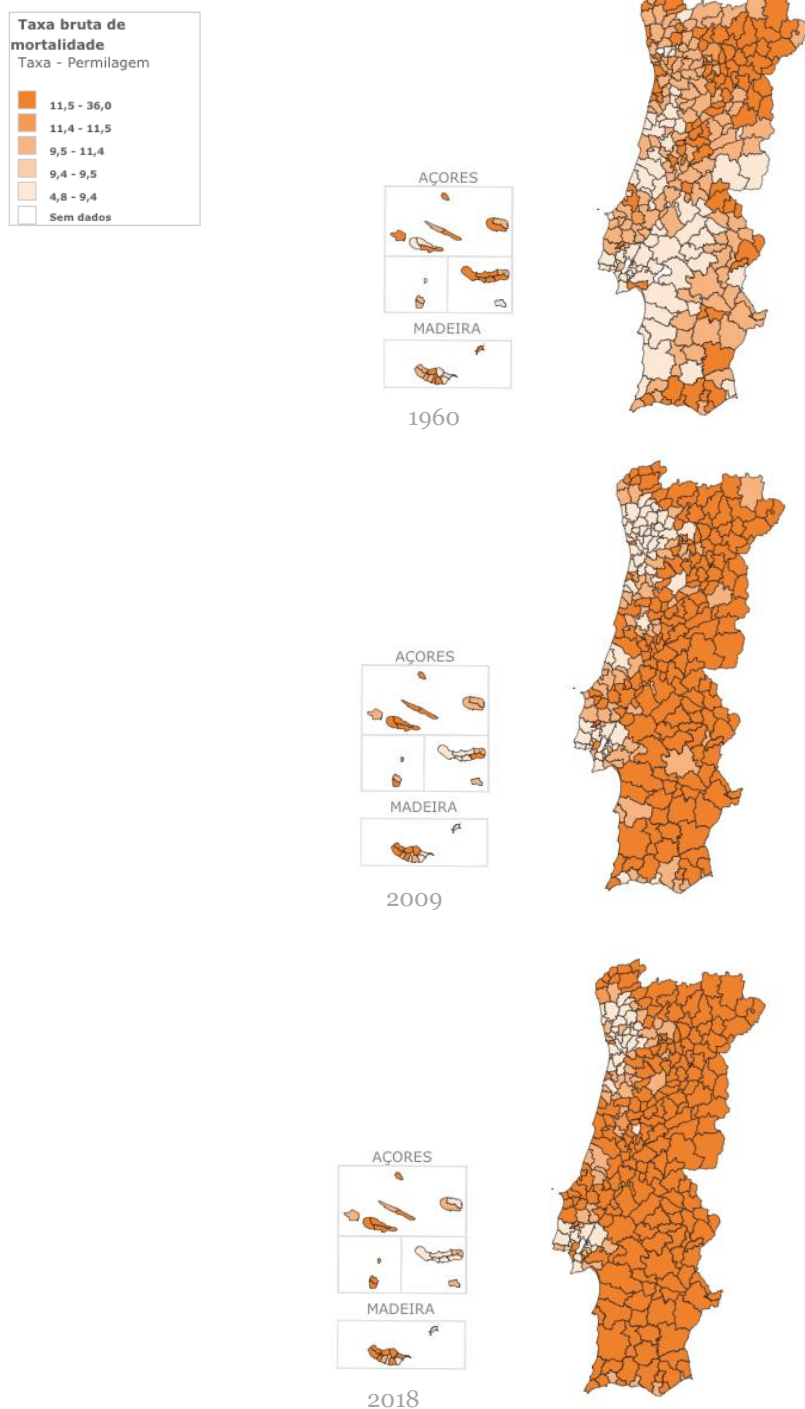 Taxa bruta de
mortalidade
Taxa - Permilagem
11,5 - 36,0
11,4 - 11,5
9,5 - 11,4
9,4 - 9,5
4,8 - 9,4
Sem dados
AÇORES
MADEIRA
1960
AÇORES
MADEIRA
2009
AÇORES
MADEIRA
2018